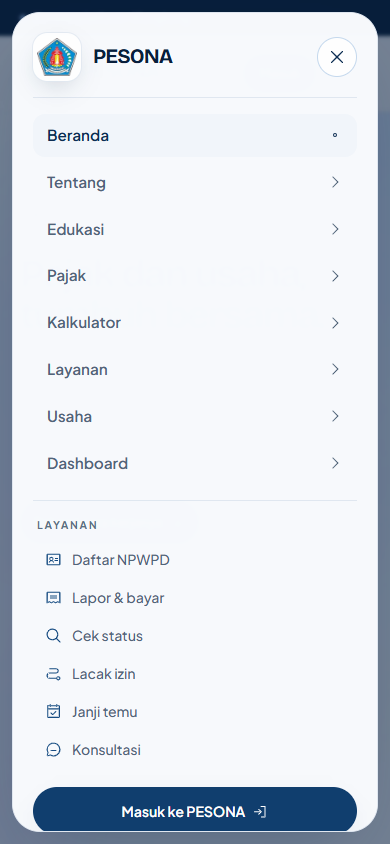 PESONA
Beranda
Tentang
Edukasi
Pajak
Kalkulator
Layanan
Usaha
Dashboard
LAYANAN
Daftar NPWPD
Lapor & bayar
Cek status
Lacak izin
Janji temu
Konsultasi
Masuk ke PESONA